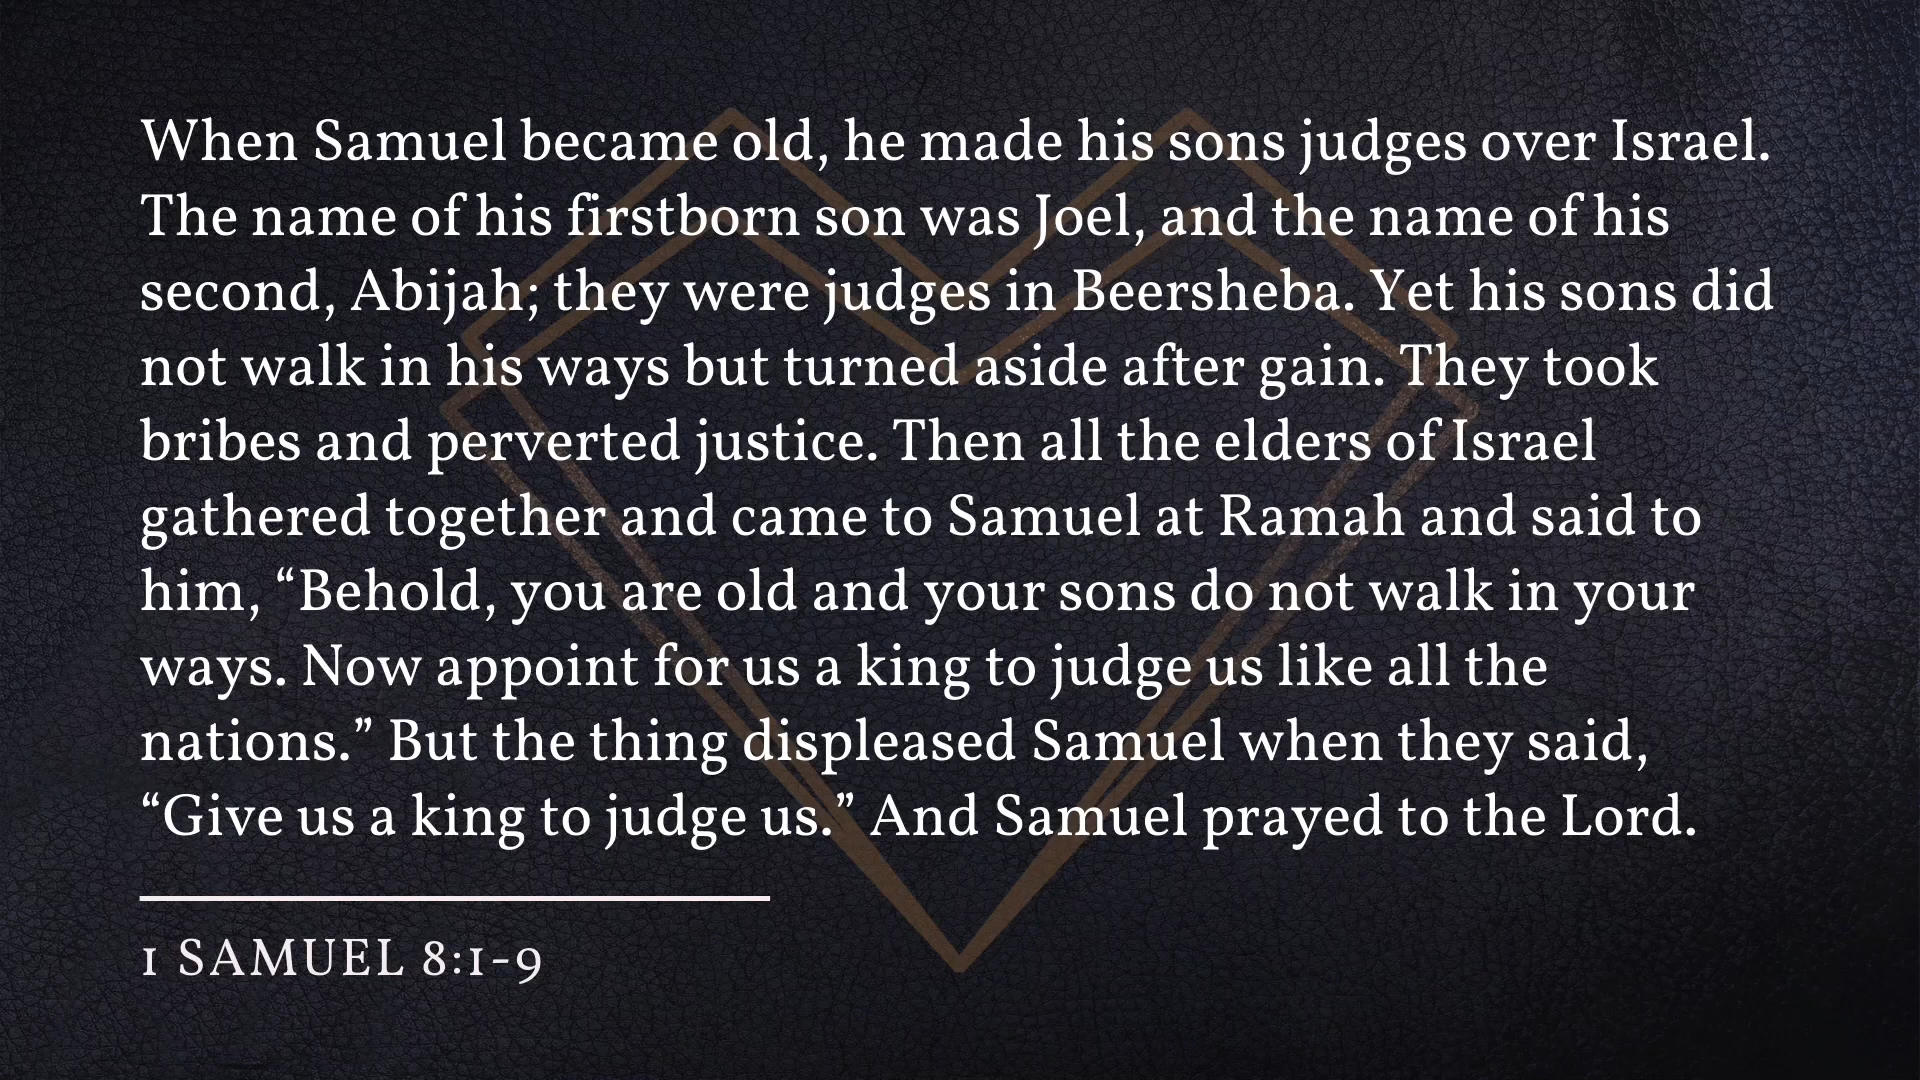 When Samuel became old, he made his sons judges over Israel.
The name of his firstborn son was Joel, and the name of his
second, Abijah; they were judges in Beersheba. Yet his sons did
not walk in his ways but turned aside after gain. They took
bribes and perverted justice. Then all the elders of Israel
gathered together and came to Samuel at Ramah and said to
him, “Behold, you are old and your sons do not walk in your
ways. Now appoint for us a king to judge us like all the
nations.” But the thing displeased Samuel when they said,
“Give us a king to judge us.” And Samuel prayed to the Lord.
1 SAMUEL 8:1-9